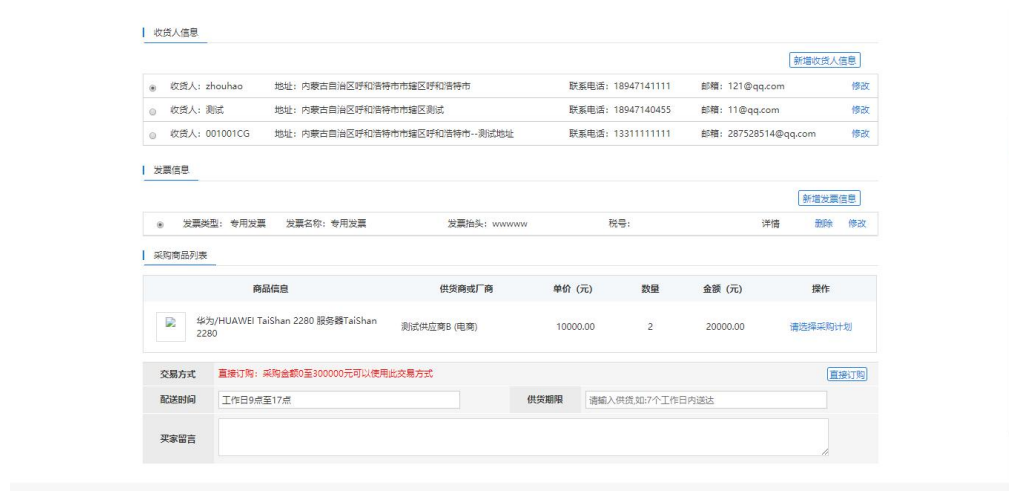 收货人信息
新增收货人信息
收货人：zhouhao 地址：内蒙古自治区呼和浩特市市辖区呼和浩特市 联系电话：18947141111 邮箱：121@qq.com 修改
收货人：测试 地址：内蒙古自治区呼和浩特市市辖区测试 联系电话：18947140455 邮箱：11@qq.com 修改
收货人：001001CG 地址：内蒙古自治区呼和浩特市市辖区呼和浩特市--测试地址 联系电话：13311111111 邮箱：287528514@qq.com 修改
发票信息
新增发票信息
发票类型：专用发票 发票名称：专用发票 发票抬头：wwwww 税号： 详情 删除 修改
采购商品列表
商品信息 供货商或厂商 单价（元） 数量 金额（元） 操作
华为/HUAWEI TaiShan 2280 服务器TaiShan
2280 测试供应商B (电商) 10000.00 2 20000.00 请选择采购计划
交易方式 直接订购：采购金额0至300000元可以使用此交易方式 直接订购
配送时间 工作日9点至17点 供货期限 请输入供货,如:7个工作日内送达
买家留言